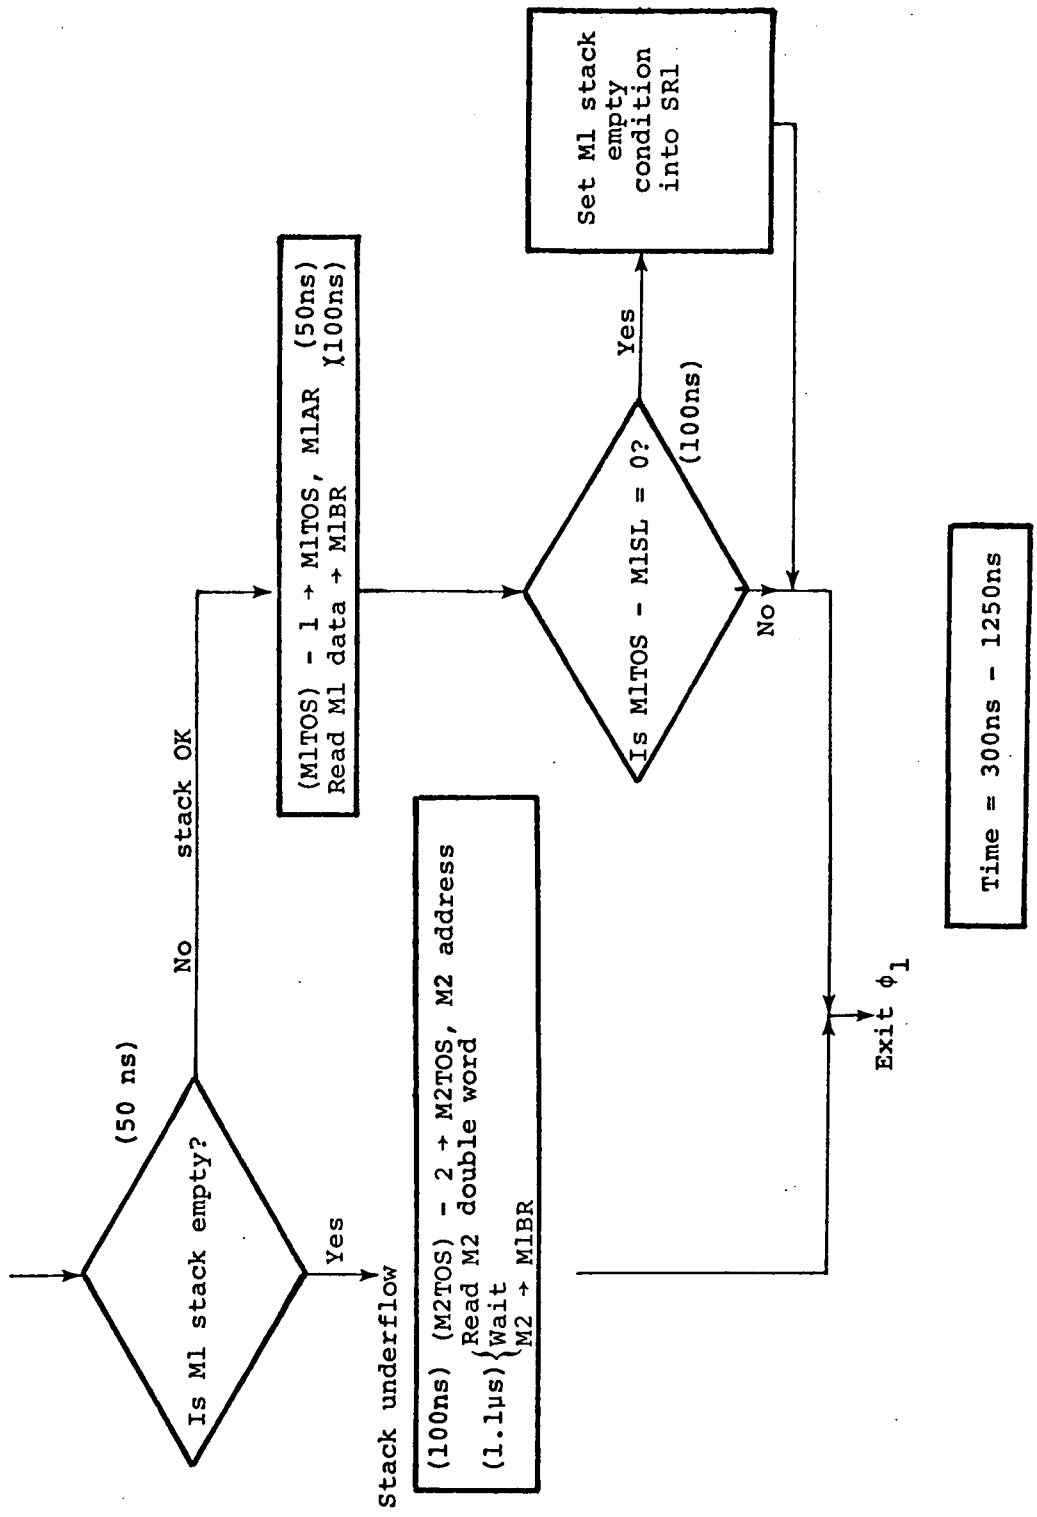 (50 ns)
Is M1 stack empty?
No stack OK
Yes
Stack underflow
(M1TOS) - 1 → M1TOS, M1AR (50ns)
Read M1 data → M1BR (100ns)
(100ns) (M2TOS) - 2 → M2TOS, M2 address
Read M2 double word
(1.1μs) { Wait
M2 → M1BR
Is M1TOS - M1SL = 0?
(100ns)
Yes
No
Set M1 stack
empty
condition
into SR1
Exit φ1
Time = 300ns - 1250ns